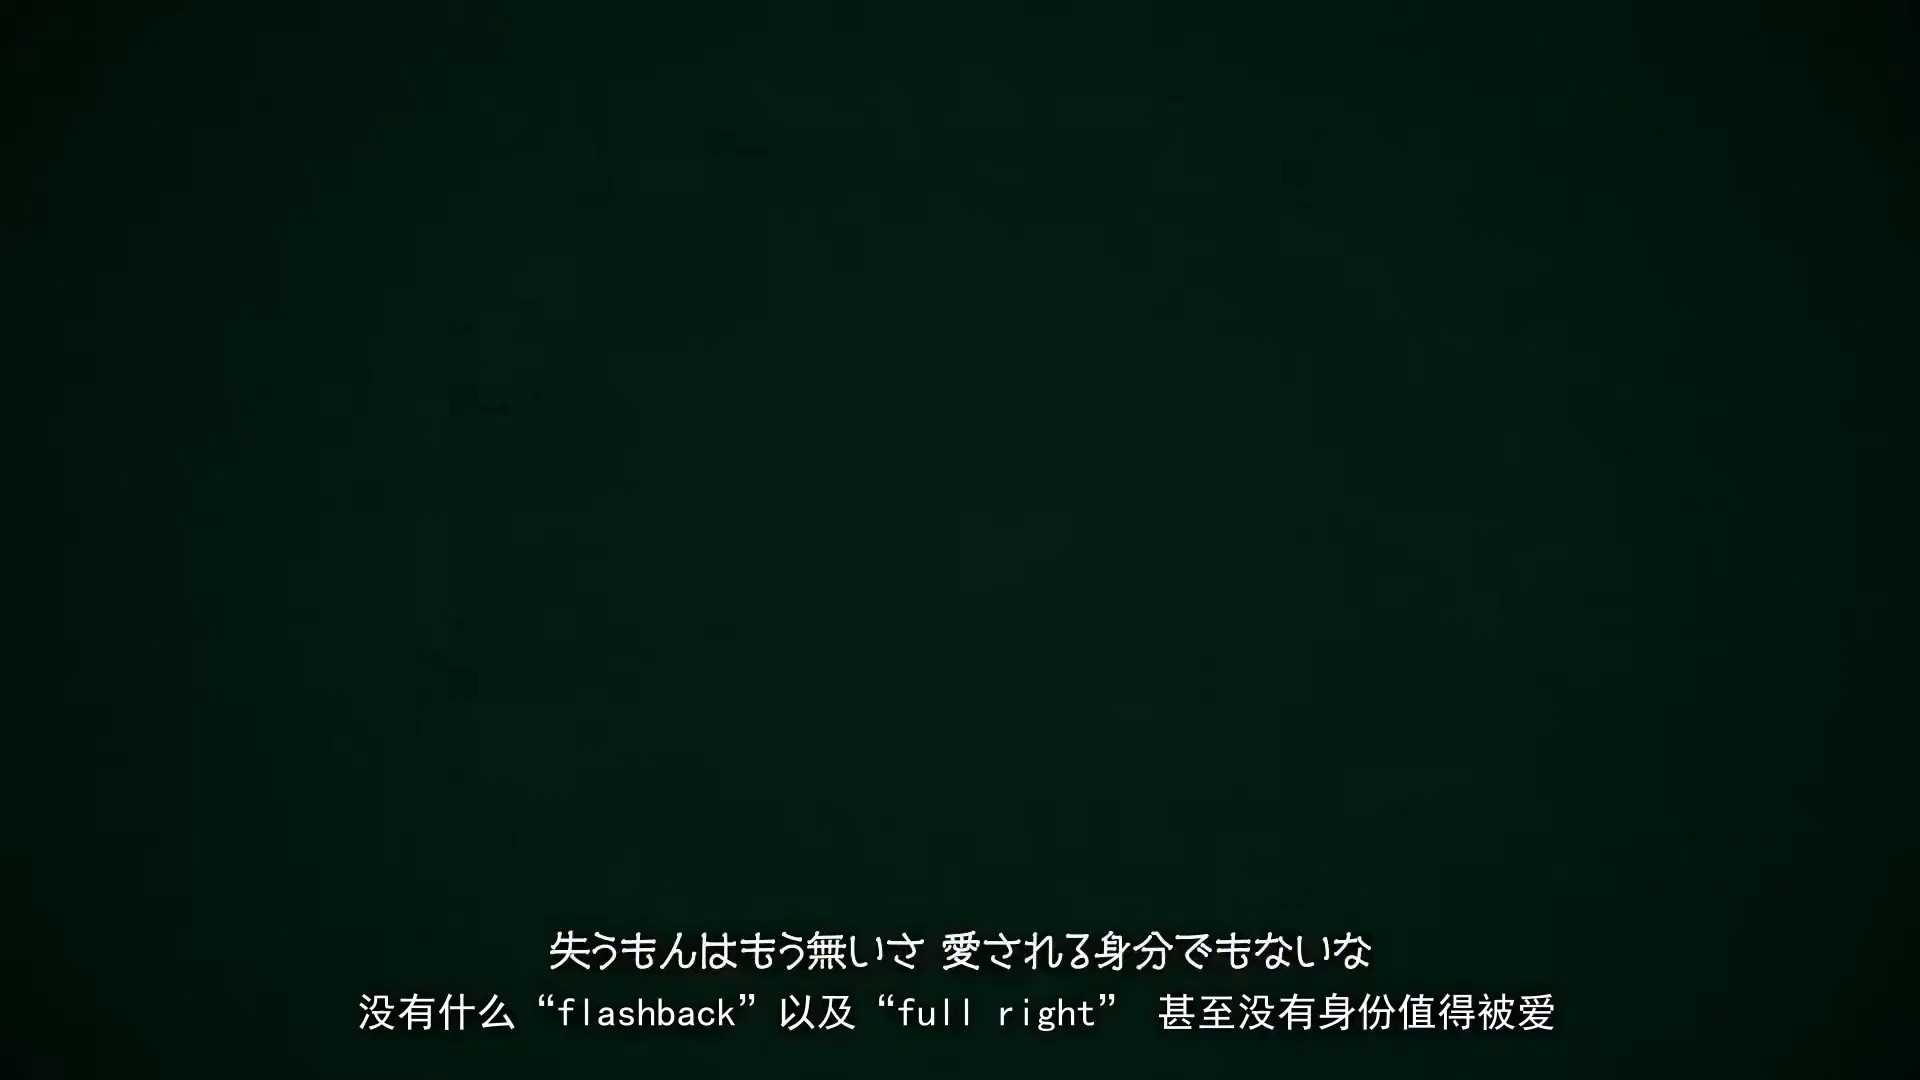 失うもんはもう無いさ 愛される身分でもないな
没有什么“flashback”以及“full right” 甚至没有身份值得被爱